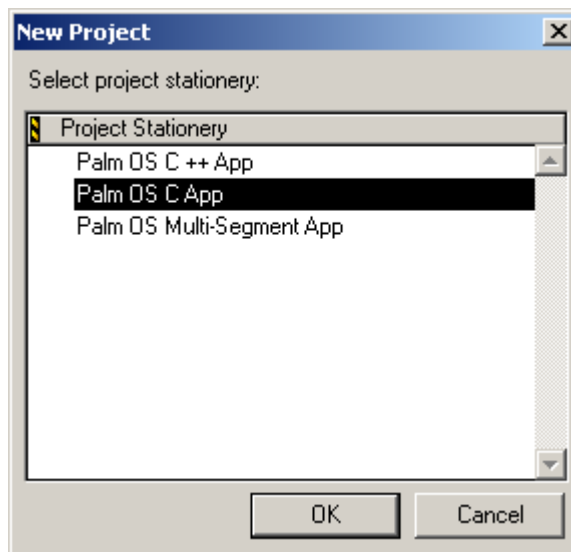 New Project
Select project stationery:
Project Stationery
Palm OS C ++ App
Palm OS C App
Palm OS Multi-Segment App
OK
Cancel